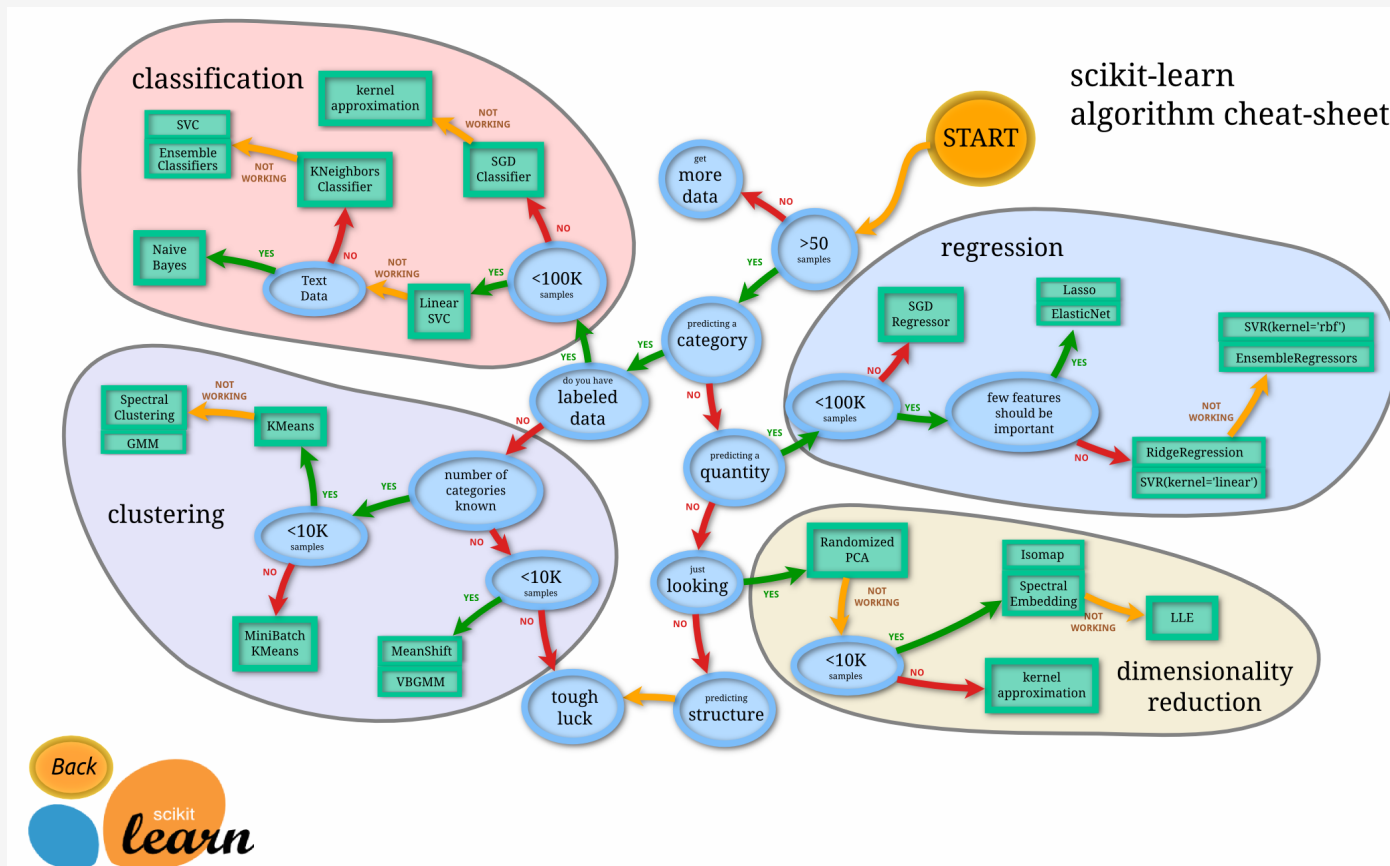 scikit-learn
algorithm cheat-sheet
START
get
more
data
NO
>50
samples
YES
predicting a
category
YES
NO
do you have
labeled
data
YES
NO
predicting a
quantity
YES
NO
just
looking
YES
NO
predicting
structure
tough
luck
classification
kernel
approximation
NOT
WORKING
SVC
Ensemble
Classifiers
NOT
WORKING
KNeighbors
Classifier
SGD
Classifier
NO
Naive
Bayes
YES
NO
Text
Data
NOT
WORKING
Linear
SVC
YES
<100K
samples
regression
SGD
Regressor
NO
<100K
samples
YES
Lasso
ElasticNet
YES
few features
should be
important
NO
SVR(kernel='rbf')
EnsembleRegressors
NOT
WORKING
RidgeRegression
SVR(kernel='linear')
clustering
Spectral
Clustering
GMM
NOT
WORKING
KMeans
YES
<10K
samples
NO
MiniBatch
KMeans
number of
categories
known
YES
NO
<10K
samples
YES
NO
MeanShift
VBGMM
dimensionality
reduction
Randomized
PCA
NOT
WORKING
<10K
samples
YES
NO
Isomap
Spectral
Embedding
NOT
WORKING
LLE
kernel
approximation
Back
scikit
learn